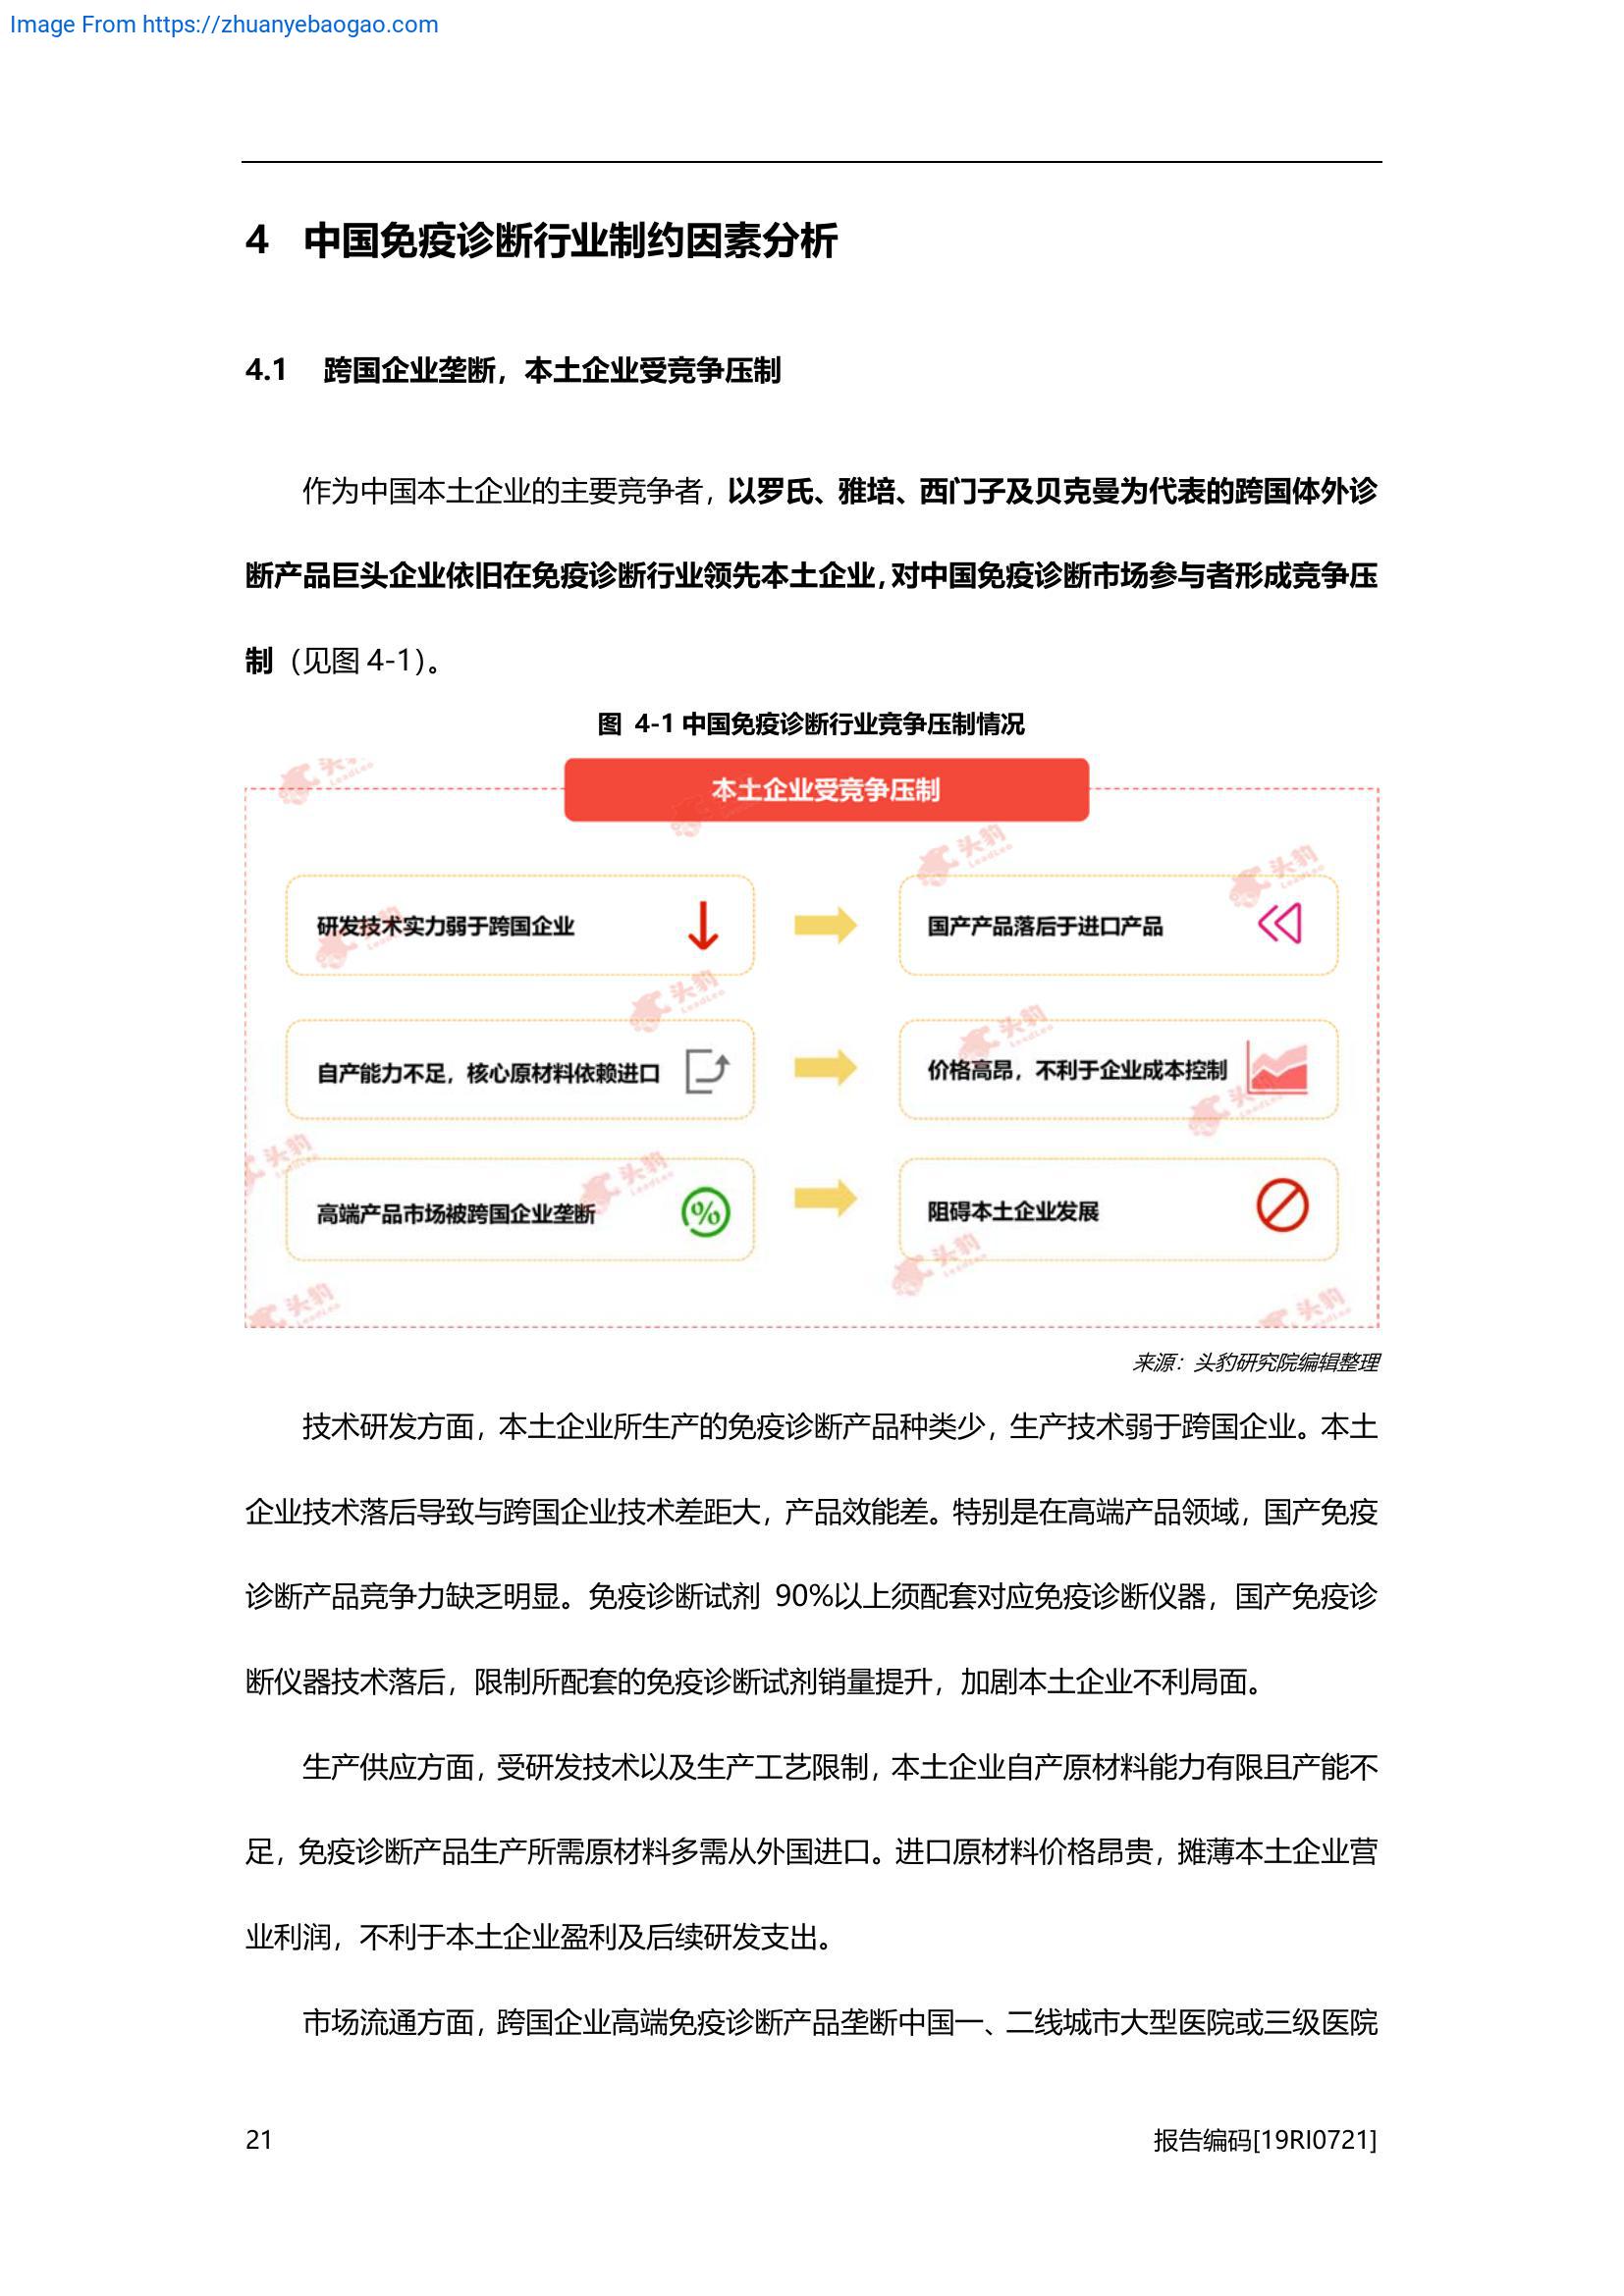 Image From https://zhuanyebaogao.com
4 中国免疫诊断行业制约因素分析
4.1 跨国企业垄断，本土企业受竞争压制
作为中国本土企业的主要竞争者，以罗氏、雅培、西门子及贝克曼为代表的跨国体外诊
断产品巨头企业依旧在免疫诊断行业领先本土企业，对中国免疫诊断市场参与者形成竞争压
制（见图 4-1）。
图 4-1 中国免疫诊断行业竞争压制情况
本土企业受竞争压制
研发技术实力弱于跨国企业
国产产品落后于进口产品
自产能力不足，核心原材料依赖进口
价格高昂，不利于企业成本控制
高端产品市场被跨国企业垄断
%
阻碍本土企业发展
头豹
LeadLeo
来源：头豹研究院编辑整理
技术研发方面，本土企业所生产的免疫诊断产品种类少，生产技术弱于跨国企业。本土
企业技术落后导致与跨国企业技术差距大，产品效能差。特别是在高端产品领域，国产免疫
诊断产品竞争力缺乏明显。免疫诊断试剂 90%以上须配套对应免疫诊断仪器，国产免疫诊
断仪器技术落后，限制所配套的免疫诊断试剂销量提升，加剧本土企业不利局面。
生产供应方面，受研发技术以及生产工艺限制，本土企业自产原材料能力有限且产能不
足，免疫诊断产品生产所需原材料多需从外国进口。进口原材料价格昂贵，摊薄本土企业营
业利润，不利于本土企业盈利及后续研发支出。
市场流通方面，跨国企业高端免疫诊断产品垄断中国一、二线城市大型医院或三级医院
21
报告编码[19RI0721]